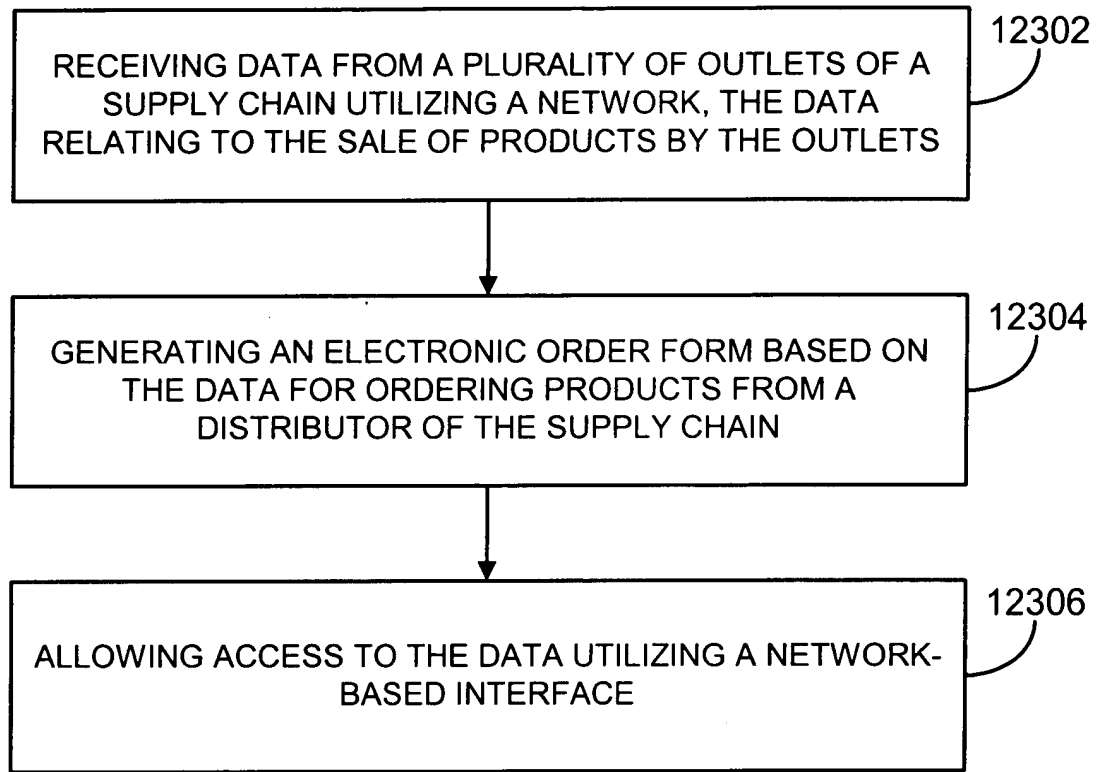 12302
RECEIVING DATA FROM A PLURALITY OF OUTLETS OF A
SUPPLY CHAIN UTILIZING A NETWORK, THE DATA
RELATING TO THE SALE OF PRODUCTS BY THE OUTLETS
12304
GENERATING AN ELECTRONIC ORDER FORM BASED ON
THE DATA FOR ORDERING PRODUCTS FROM A
DISTRIBUTOR OF THE SUPPLY CHAIN
12306
ALLOWING ACCESS TO THE DATA UTILIZING A NETWORK-
BASED INTERFACE